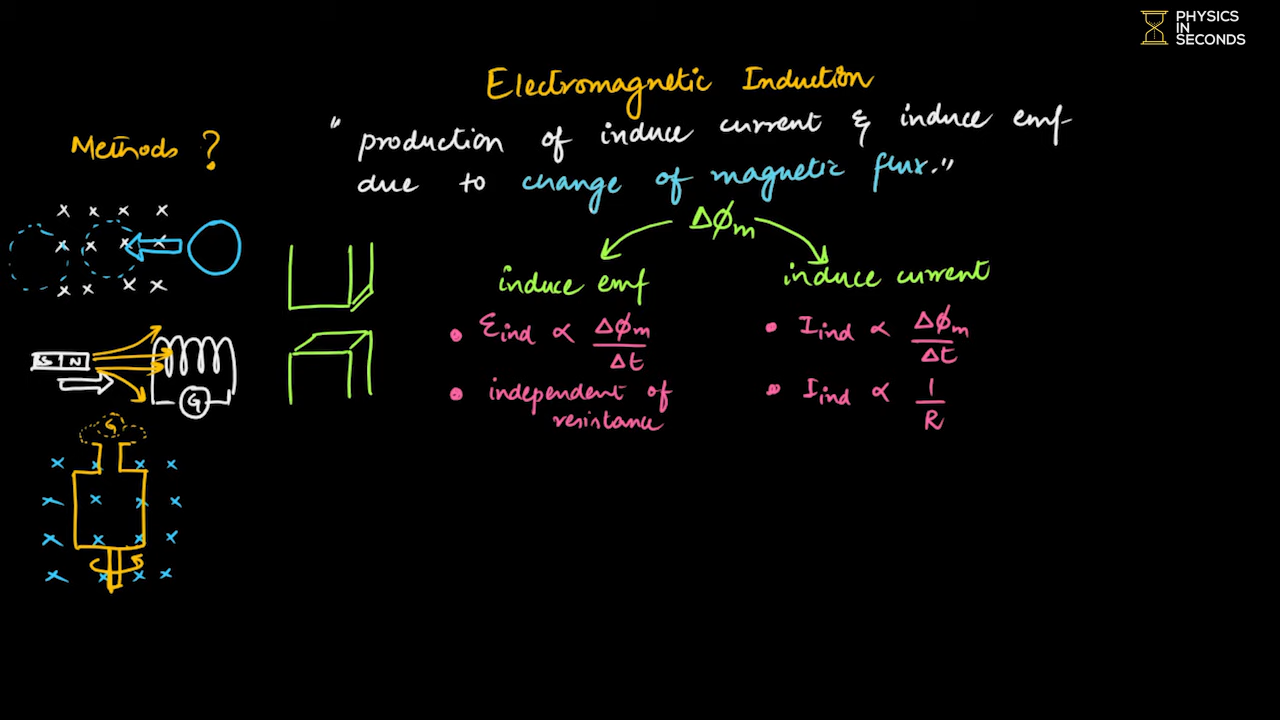 PHYSICS
IN
SECONDS
Electromagnetic Induction
" production of induce current & induce emf
due to change of magnetic flux."
Methods ?
x x x x
x x x x
x x x x
S N
G
G
x x x x
x x x x
x x x x
x x x x
Δϕm
induce emf
• εind ∝ Δϕm/Δt
• independent of
resistance
induce current
• Iind ∝ Δϕm/Δt
• Iind ∝ 1/R